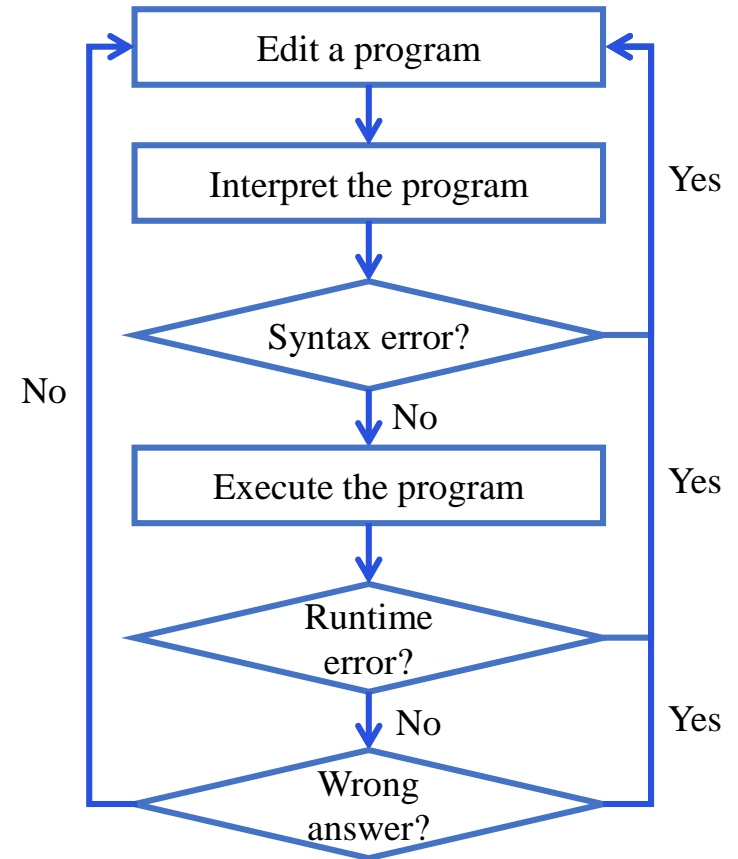 Edit a program
Interpret the program
Yes
Syntax error?
No
No
Execute the program
Yes
Runtime
error?
No
Yes
Wrong
answer?